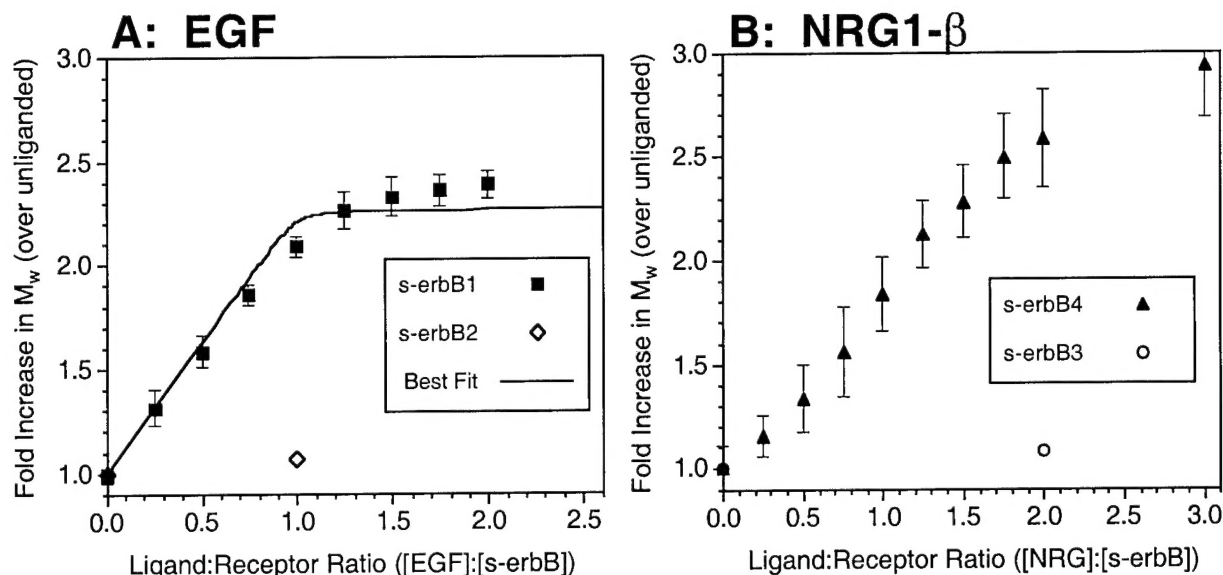 A: EGF
Fold Increase in Mw (over unliganded)
3.0
2.5
2.0
1.5
1.0
s-erbB1
s-erbB2
Best Fit
0.0
0.5
1.0
1.5
2.0
2.5
Ligand:Receptor Ratio ([EGF]:[s-erbB])
B: NRG1-β
Fold Increase in Mw (over unliganded)
3.0
2.5
2.0
1.5
1.0
s-erbB4
s-erbB3
0.0
0.5
1.0
1.5
2.0
2.5
3.0
Ligand:Receptor Ratio ([NRG]:[s-erbB])